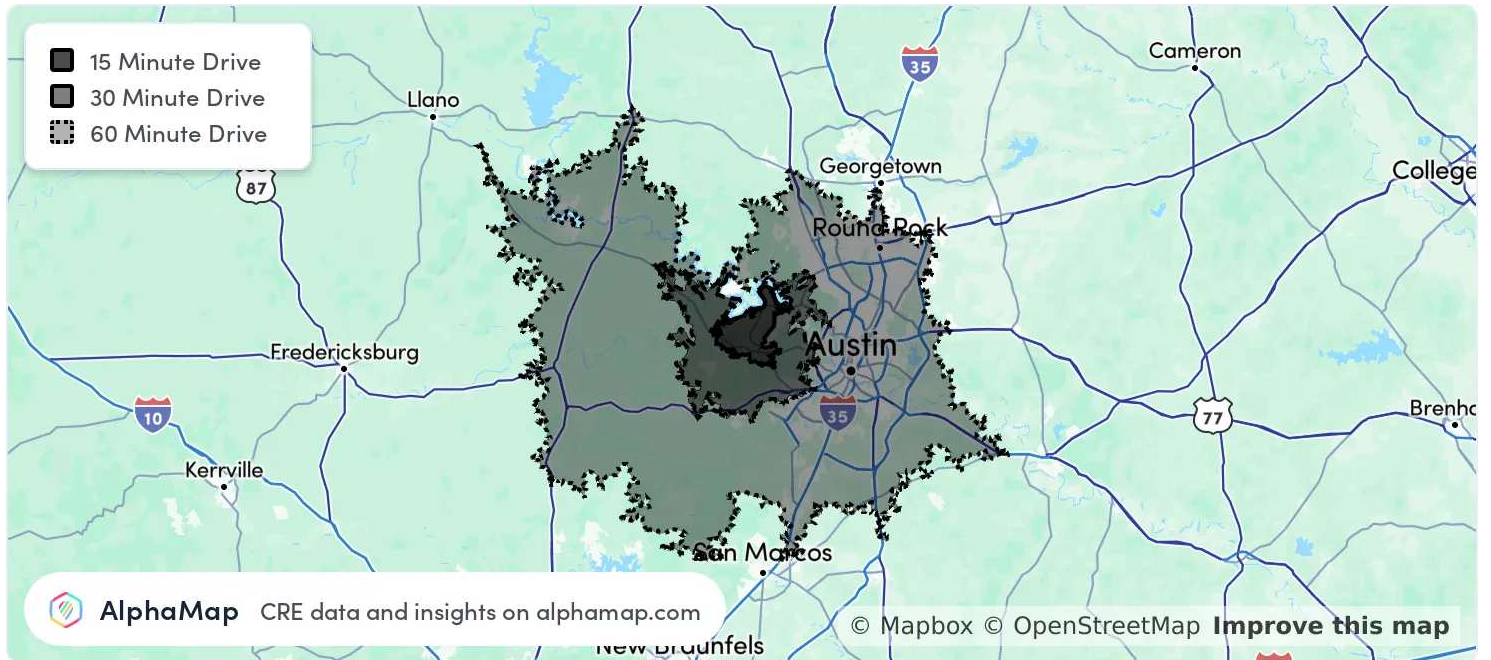 15 Minute Drive
30 Minute Drive
60 Minute Drive
Llano
Cameron
35
Georgetown
College
87
Round Rock
Austin
Fredericksburg
10
35
77
Brenho
Kerrville
San Marcos
AlphaMap CRE data and insights on alphamap.com
© Mapbox © OpenStreetMap Improve this map
New Braunfels